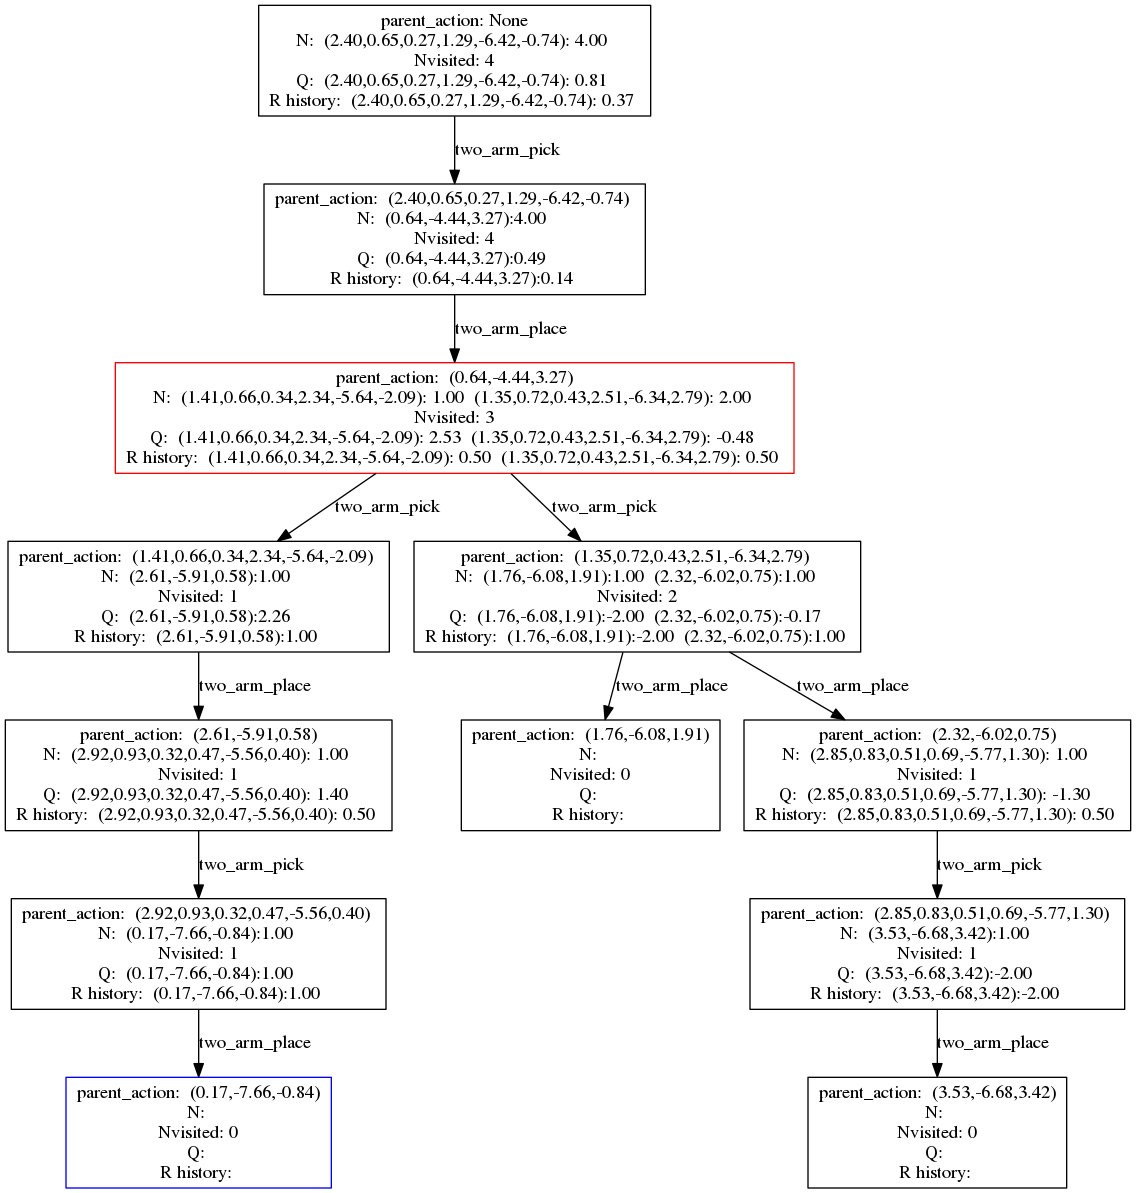 parent_action: None
N: (2.40,0.65,0.27,1.29,-6.42,-0.74): 4.00
Nvisited: 4
Q: (2.40,0.65,0.27,1.29,-6.42,-0.74): 0.81
R history: (2.40,0.65,0.27,1.29,-6.42,-0.74): 0.37
two_arm_pick
parent_action: (2.40,0.65,0.27,1.29,-6.42,-0.74)
N: (0.64,-4.44,3.27):4.00
Nvisited: 4
Q: (0.64,-4.44,3.27):0.49
R history: (0.64,-4.44,3.27):0.14
two_arm_place
parent_action: (0.64,-4.44,3.27)
N: (1.41,0.66,0.34,2.34,-5.64,-2.09): 1.00 (1.35,0.72,0.43,2.51,-6.34,2.79): 2.00
Nvisited: 3
Q: (1.41,0.66,0.34,2.34,-5.64,-2.09): 2.53 (1.35,0.72,0.43,2.51,-6.34,2.79): -0.48
R history: (1.41,0.66,0.34,2.34,-5.64,-2.09): 0.50 (1.35,0.72,0.43,2.51,-6.34,2.79): 0.50
two_arm_pick
two_arm_pick
parent_action: (1.41,0.66,0.34,2.34,-5.64,-2.09)
N: (2.61,-5.91,0.58):1.00
Nvisited: 1
Q: (2.61,-5.91,0.58):2.26
R history: (2.61,-5.91,0.58):1.00
parent_action: (1.35,0.72,0.43,2.51,-6.34,2.79)
N: (1.76,-6.08,1.91):1.00 (2.32,-6.02,0.75):1.00
Nvisited: 2
Q: (1.76,-6.08,1.91):-2.00 (2.32,-6.02,0.75):-0.17
R history: (1.76,-6.08,1.91):-2.00 (2.32,-6.02,0.75):1.00
two_arm_place
two_arm_place
two_arm_place
parent_action: (2.61,-5.91,0.58)
N: (2.92,0.93,0.32,0.47,-5.56,0.40): 1.00
Nvisited: 1
Q: (2.92,0.93,0.32,0.47,-5.56,0.40): 1.40
R history: (2.92,0.93,0.32,0.47,-5.56,0.40): 0.50
parent_action: (1.76,-6.08,1.91)
N:
Nvisited: 0
Q:
R history:
parent_action: (2.32,-6.02,0.75)
N: (2.85,0.83,0.51,0.69,-5.77,1.30): 1.00
Nvisited: 1
Q: (2.85,0.83,0.51,0.69,-5.77,1.30): -1.30
R history: (2.85,0.83,0.51,0.69,-5.77,1.30): 0.50
two_arm_pick
two_arm_pick
parent_action: (2.92,0.93,0.32,0.47,-5.56,0.40)
N: (0.17,-7.66,-0.84):1.00
Nvisited: 1
Q: (0.17,-7.66,-0.84):1.00
R history: (0.17,-7.66,-0.84):1.00
parent_action: (2.85,0.83,0.51,0.69,-5.77,1.30)
N: (3.53,-6.68,3.42):1.00
Nvisited: 1
Q: (3.53,-6.68,3.42):-2.00
R history: (3.53,-6.68,3.42):-2.00
two_arm_place
two_arm_place
parent_action: (0.17,-7.66,-0.84)
N:
Nvisited: 0
Q:
R history:
parent_action: (3.53,-6.68,3.42)
N:
Nvisited: 0
Q:
R history: